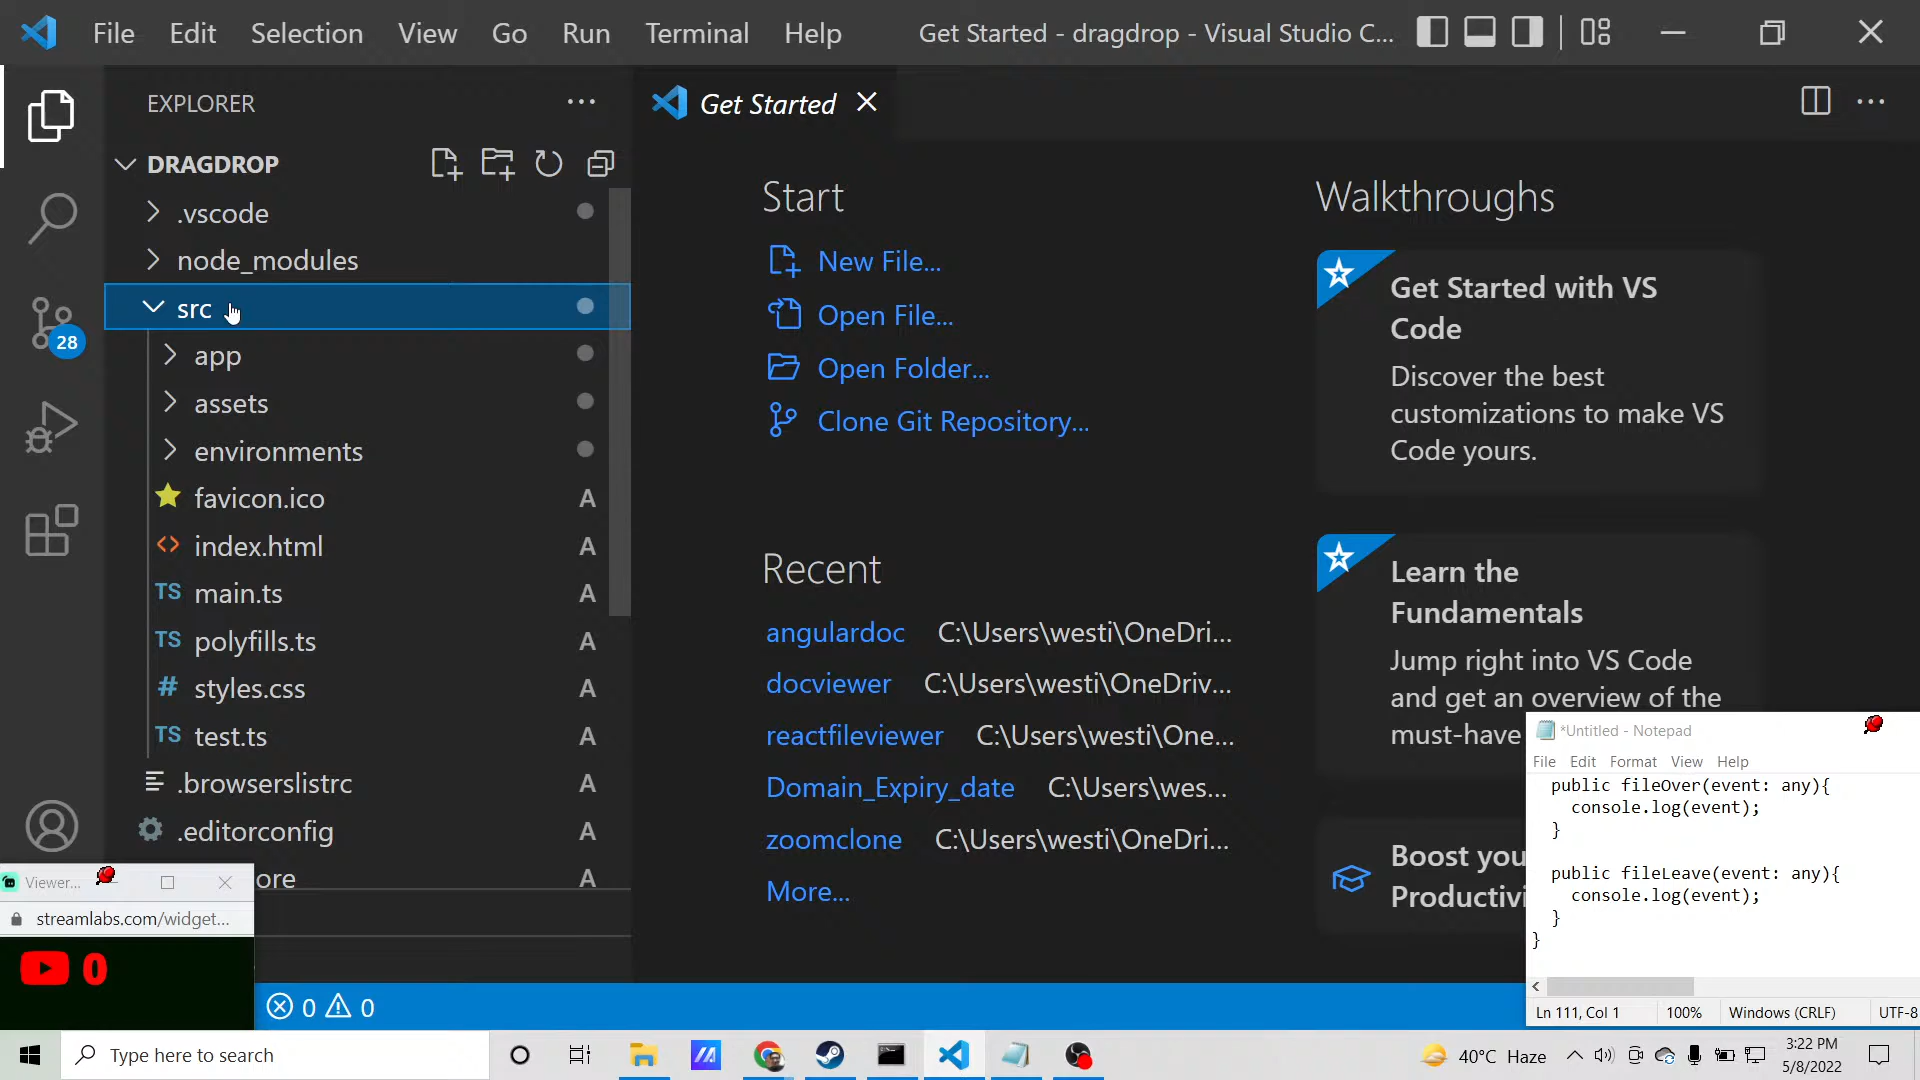 File Edit Selection View Go Run Terminal Help
Get Started - dragdrop - Visual Studio C...
EXPLORER
Get Started
DRAGDROP
.vscode
node_modules
src
app
assets
environments
favicon.ico A
index.html A
main.ts A
polyfills.ts A
styles.css A
test.ts A
.browserslistrc A
.editorconfig A
ore A
28
TS
TS
TS
Start
New File...
Open File...
Open Folder...
Clone Git Repository...
Recent
angulardoc C:\Users\westi\OneDri...
docviewer C:\Users\westi\OneDriv...
reactfileviewer C:\Users\westi\One...
Domain_Expiry_date C:\Users\wes...
zoomclone C:\Users\westi\OneDri...
More...
Walkthroughs
Get Started with VS
Code
Discover the best
customizations to make VS
Code yours.
Learn the
Fundamentals
Jump right into VS Code
and get an overview of the
must-have
Boost you
Productivi
*Untitled - Notepad
File Edit Format View Help
public fileOver(event: any){
console.log(event);
}
public fileLeave(event: any){
console.log(event);
}
}
Ln 111, Col 1 100% Windows (CRLF) UTF-8
Viewer...
streamlabs.com/widget...
0
0 0
Type here to search
40°C Haze
3:22 PM
5/8/2022